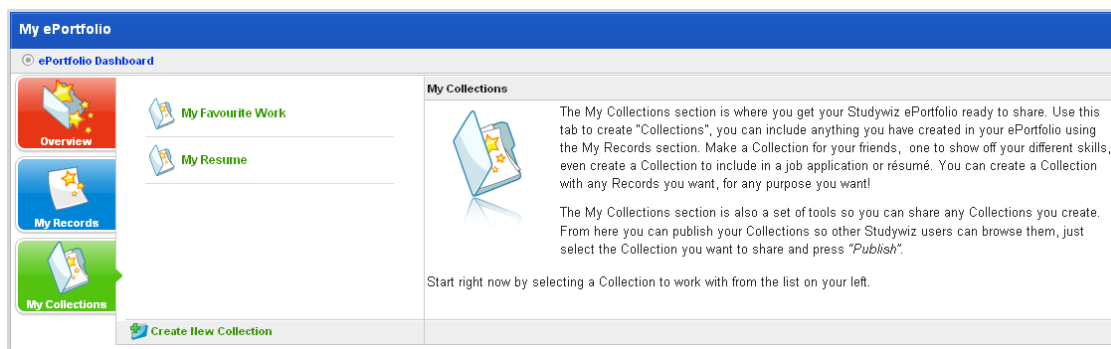 My ePortfolio
ePortfolio Dashboard
Overview
My Records
My Collections
My Favourite Work
My Resume
Create New Collection
My Collections
The My Collections section is where you get your Studywiz ePortfolio ready to share. Use this
tab to create "Collections", you can include anything you have created in your ePortfolio using
the My Records section. Make a Collection for your friends, one to show off your different skills,
even create a Collection to include in a job application or résumé. You can create a Collection
with any Records you want, for any purpose you want!
The My Collections section is also a set of tools so you can share any Collections you create.
From here you can publish your Collections so other Studywiz users can browse them, just
select the Collection you want to share and press "Publish".
Start right now by selecting a Collection to work with from the list on your left.